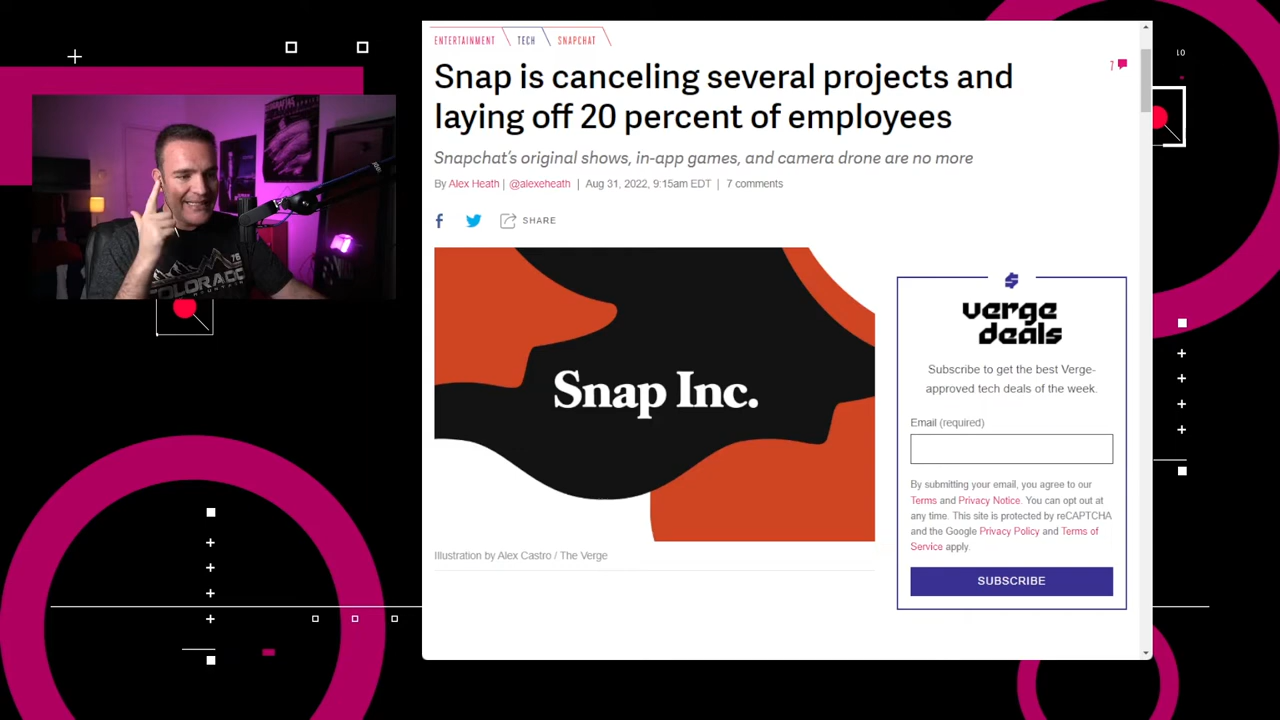 ENTERTAINMENT
TECH
SNAPCHAT
Snap is canceling several projects and
laying off 20 percent of employees
7
Snapchat's original shows, in-app games, and camera drone are no more
By Alex Heath | @alexeheath | Aug 31, 2022, 9:15am EDT | 7 comments
SHARE
Snap Inc.
Illustration by Alex Castro / The Verge
verge
deals
Subscribe to get the best Verge-
approved tech deals of the week.
Email (required)
By submitting your email, you agree to our
Terms and Privacy Notice. You can opt out at
any time. This site is protected by reCAPTCHA
and the Google Privacy Policy and Terms of
Service apply.
SUBSCRIBE
76
COLORADO
10